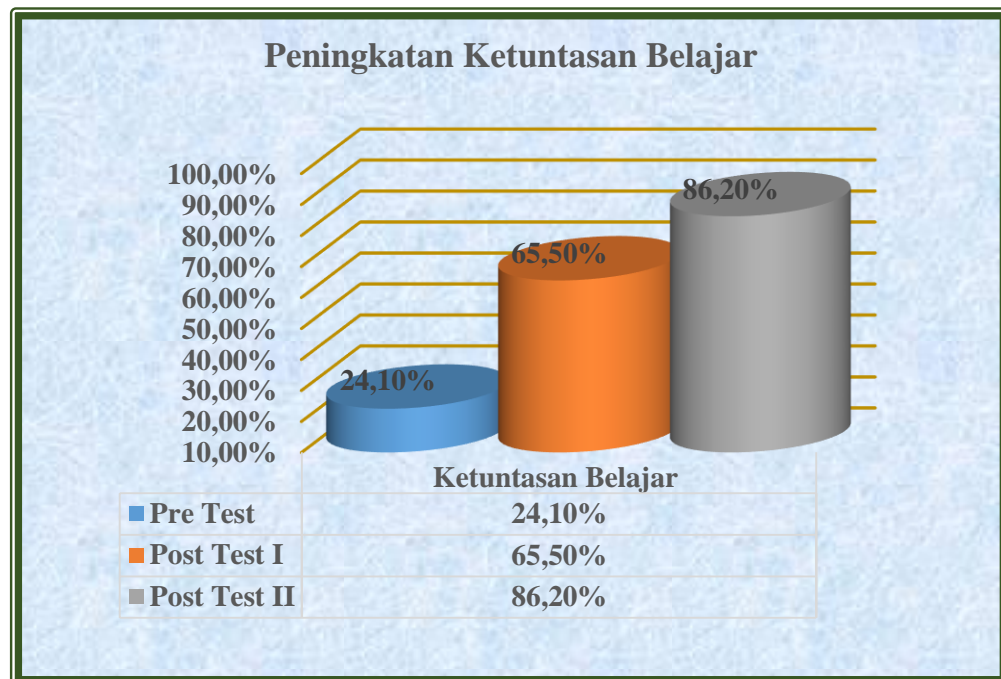 Peningkatan Ketuntasan Belajar
100,00%
90,00%
80,00%
70,00%
60,00%
50,00%
40,00%
30,00%
20,00%
10,00%
24,10%
65,50%
86,20%
Ketuntasan Belajar
Pre Test 24,10%
Post Test I 65,50%
Post Test II 86,20%